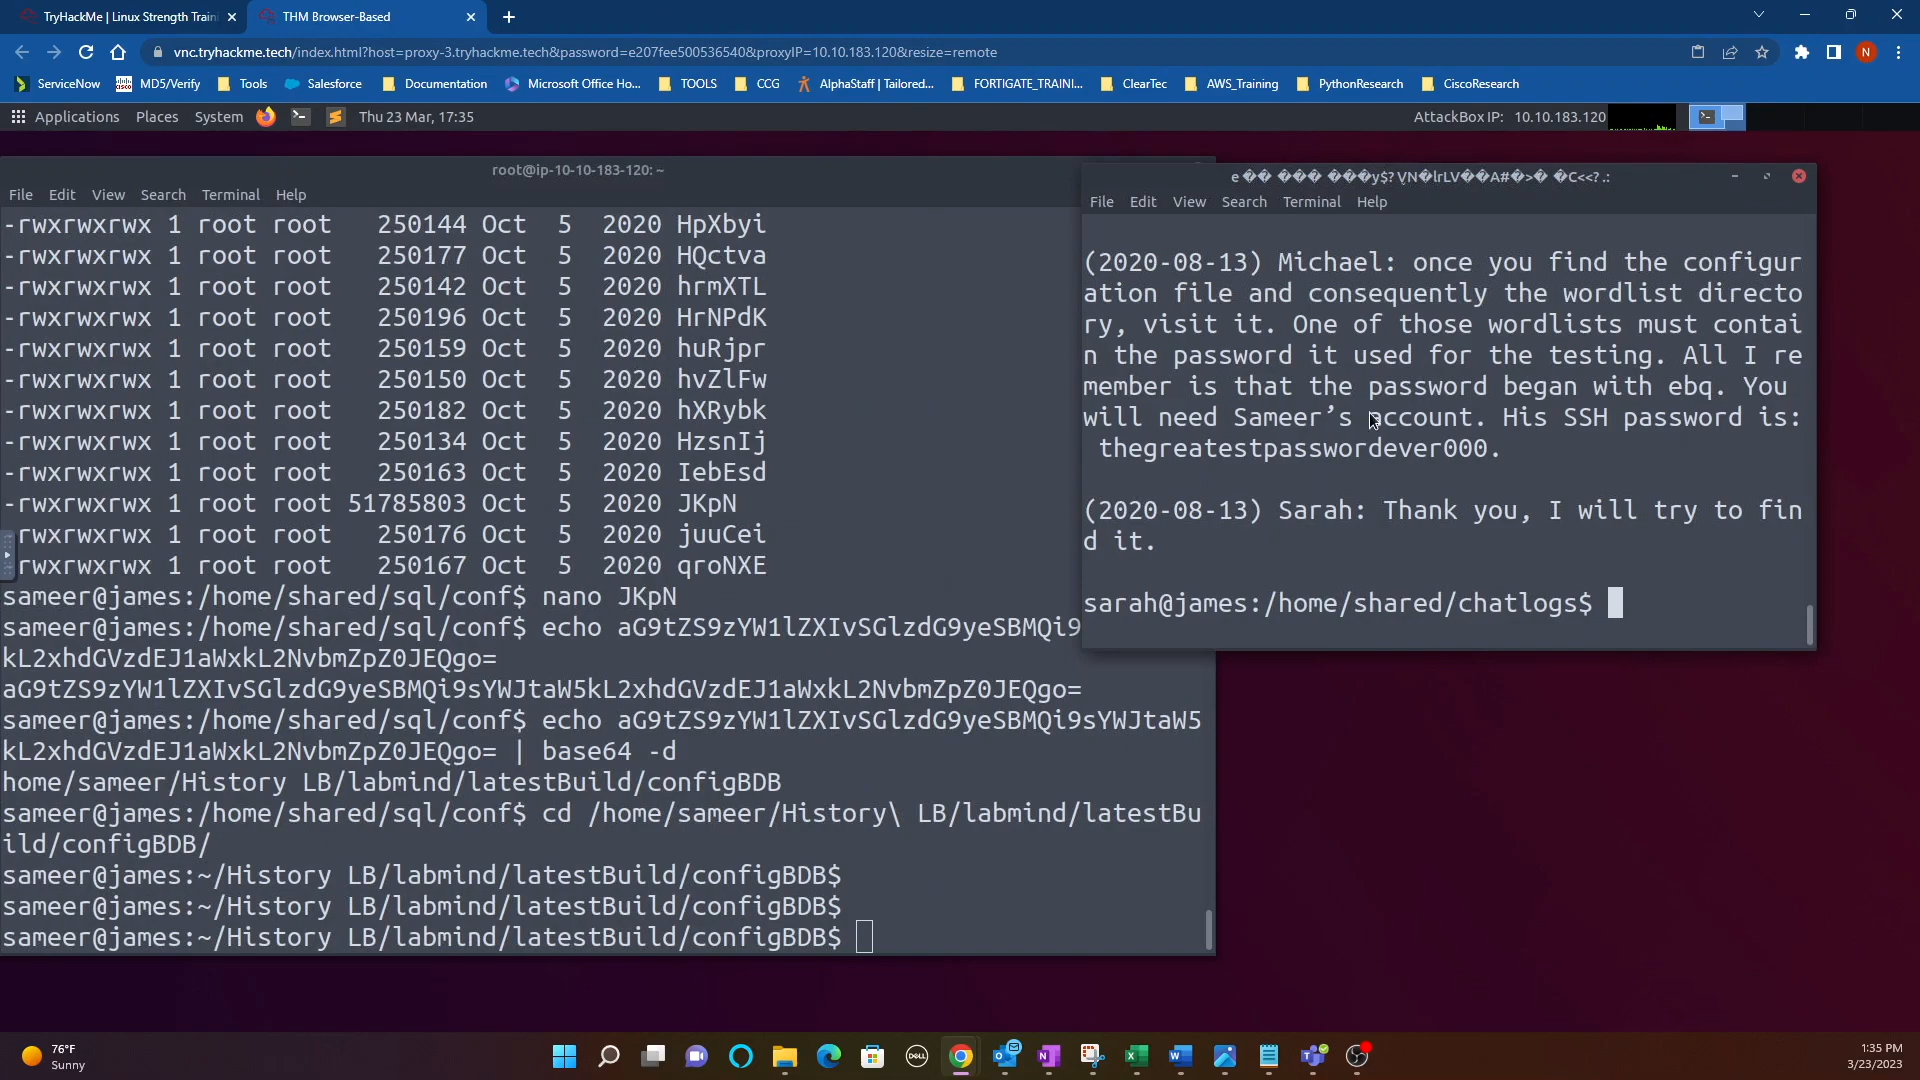 TryHackMe | Linux Strength Traini
THM Browser-Based
vnc.tryhackme.tech/index.html?host=proxy-3.tryhackme.tech&password=e207fee500536540&proxyIP=10.10.183.120&resize=remote
N
ServiceNow
MD5/Verify
Tools
Salesforce
Documentation
Microsoft Office Ho...
TOOLS
CCG
AlphaStaff | Tailored...
FORTIGATE_TRAINI...
ClearTec
AWS_Training
PythonResearch
CiscoResearch
Applications Places System Thu 23 Mar, 17:35 AttackBox IP: 10.10.183.120
root@ip-10-10-183-120: ~
File Edit View Search Terminal Help
-rwxrwxrwx 1 root root 250144 Oct 5 2020 HpXbyi
-rwxrwxrwx 1 root root 250177 Oct 5 2020 HQctva
-rwxrwxrwx 1 root root 250142 Oct 5 2020 hrmXTL
-rwxrwxrwx 1 root root 250196 Oct 5 2020 HrNPdK
-rwxrwxrwx 1 root root 250159 Oct 5 2020 huRjpr
-rwxrwxrwx 1 root root 250150 Oct 5 2020 hvZlFw
-rwxrwxrwx 1 root root 250182 Oct 5 2020 hXRybk
-rwxrwxrwx 1 root root 250134 Oct 5 2020 HzsnIj
-rwxrwxrwx 1 root root 250163 Oct 5 2020 IebEsd
-rwxrwxrwx 1 root root 51785803 Oct 5 2020 JKpN
rwxrwxrwx 1 root root 250176 Oct 5 2020 juuCei
rwxrwxrwx 1 root root 250167 Oct 5 2020 qroNXE
sameer@james:/home/shared/sql/conf$ nano JKpN
sameer@james:/home/shared/sql/conf$ echo aG9tZS9zYW1lZXIvSGlzdG9yeSBMQi9
kL2xhdGVzdEJ1aWxkL2NvbmZpZ0JEQgo=
aG9tZS9zYW1lZXIvSGlzdG9yeSBMQi9sYWJtaW5kL2xhdGVzdEJ1aWxkL2NvbmZpZ0JEQgo=
sameer@james:/home/shared/sql/conf$ echo aG9tZS9zYW1lZXIvSGlzdG9yeSBMQi9sYWJtaW5
kL2xhdGVzdEJ1aWxkL2NvbmZpZ0JEQgo= | base64 -d
home/sameer/History LB/labmind/latestBuild/configBDB
sameer@james:/home/shared/sql/conf$ cd /home/sameer/History\ LB/labmind/latestBu
ild/configBDB/
sameer@james:~/History LB/labmind/latestBuild/configBDB$
sameer@james:~/History LB/labmind/latestBuild/configBDB$
sameer@james:~/History LB/labmind/latestBuild/configBDB$
File Edit View Search Terminal Help
(2020-08-13) Michael: once you find the configur
ation file and consequently the wordlist directo
ry, visit it. One of those wordlists must contai
n the password it used for the testing. All I re
member is that the password began with ebq. You
will need Sameer’s account. His SSH password is:
thegreatestpasswordever000.
(2020-08-13) Sarah: Thank you, I will try to fin
d it.
sarah@james:/home/shared/chatlogs$
76°F
Sunny
DELL
1:35 PM
3/23/2023